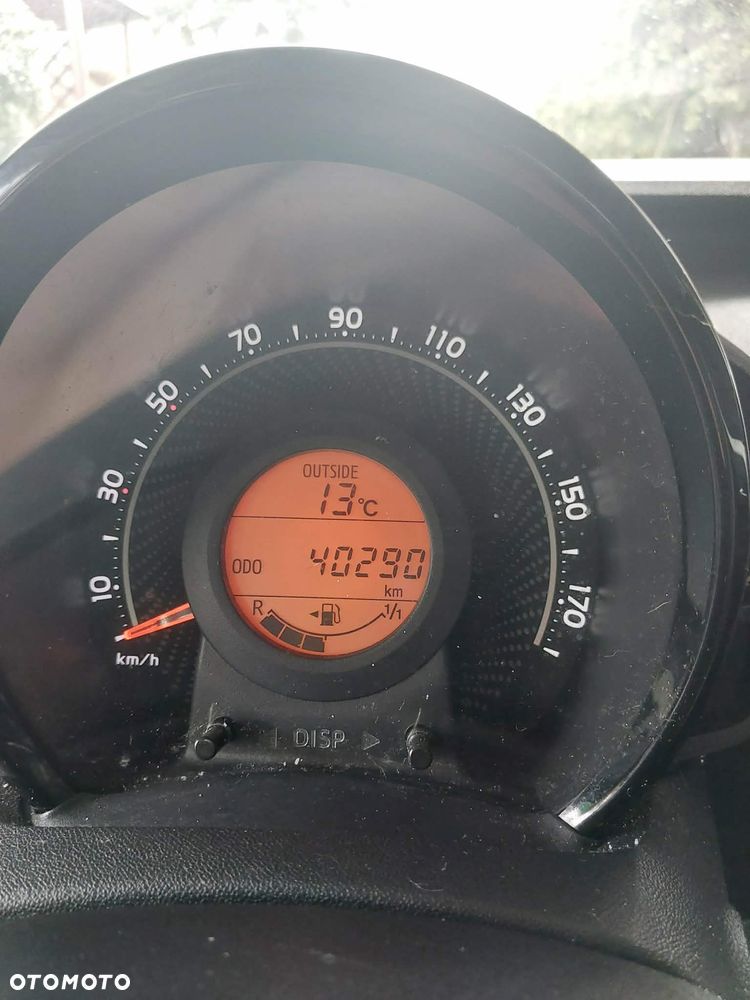 90
70
110
50
130
30
150
10
170
km/h
OUTSIDE
13°C
ODO 40290
km
R 1/1
DISP
OTOMOTO